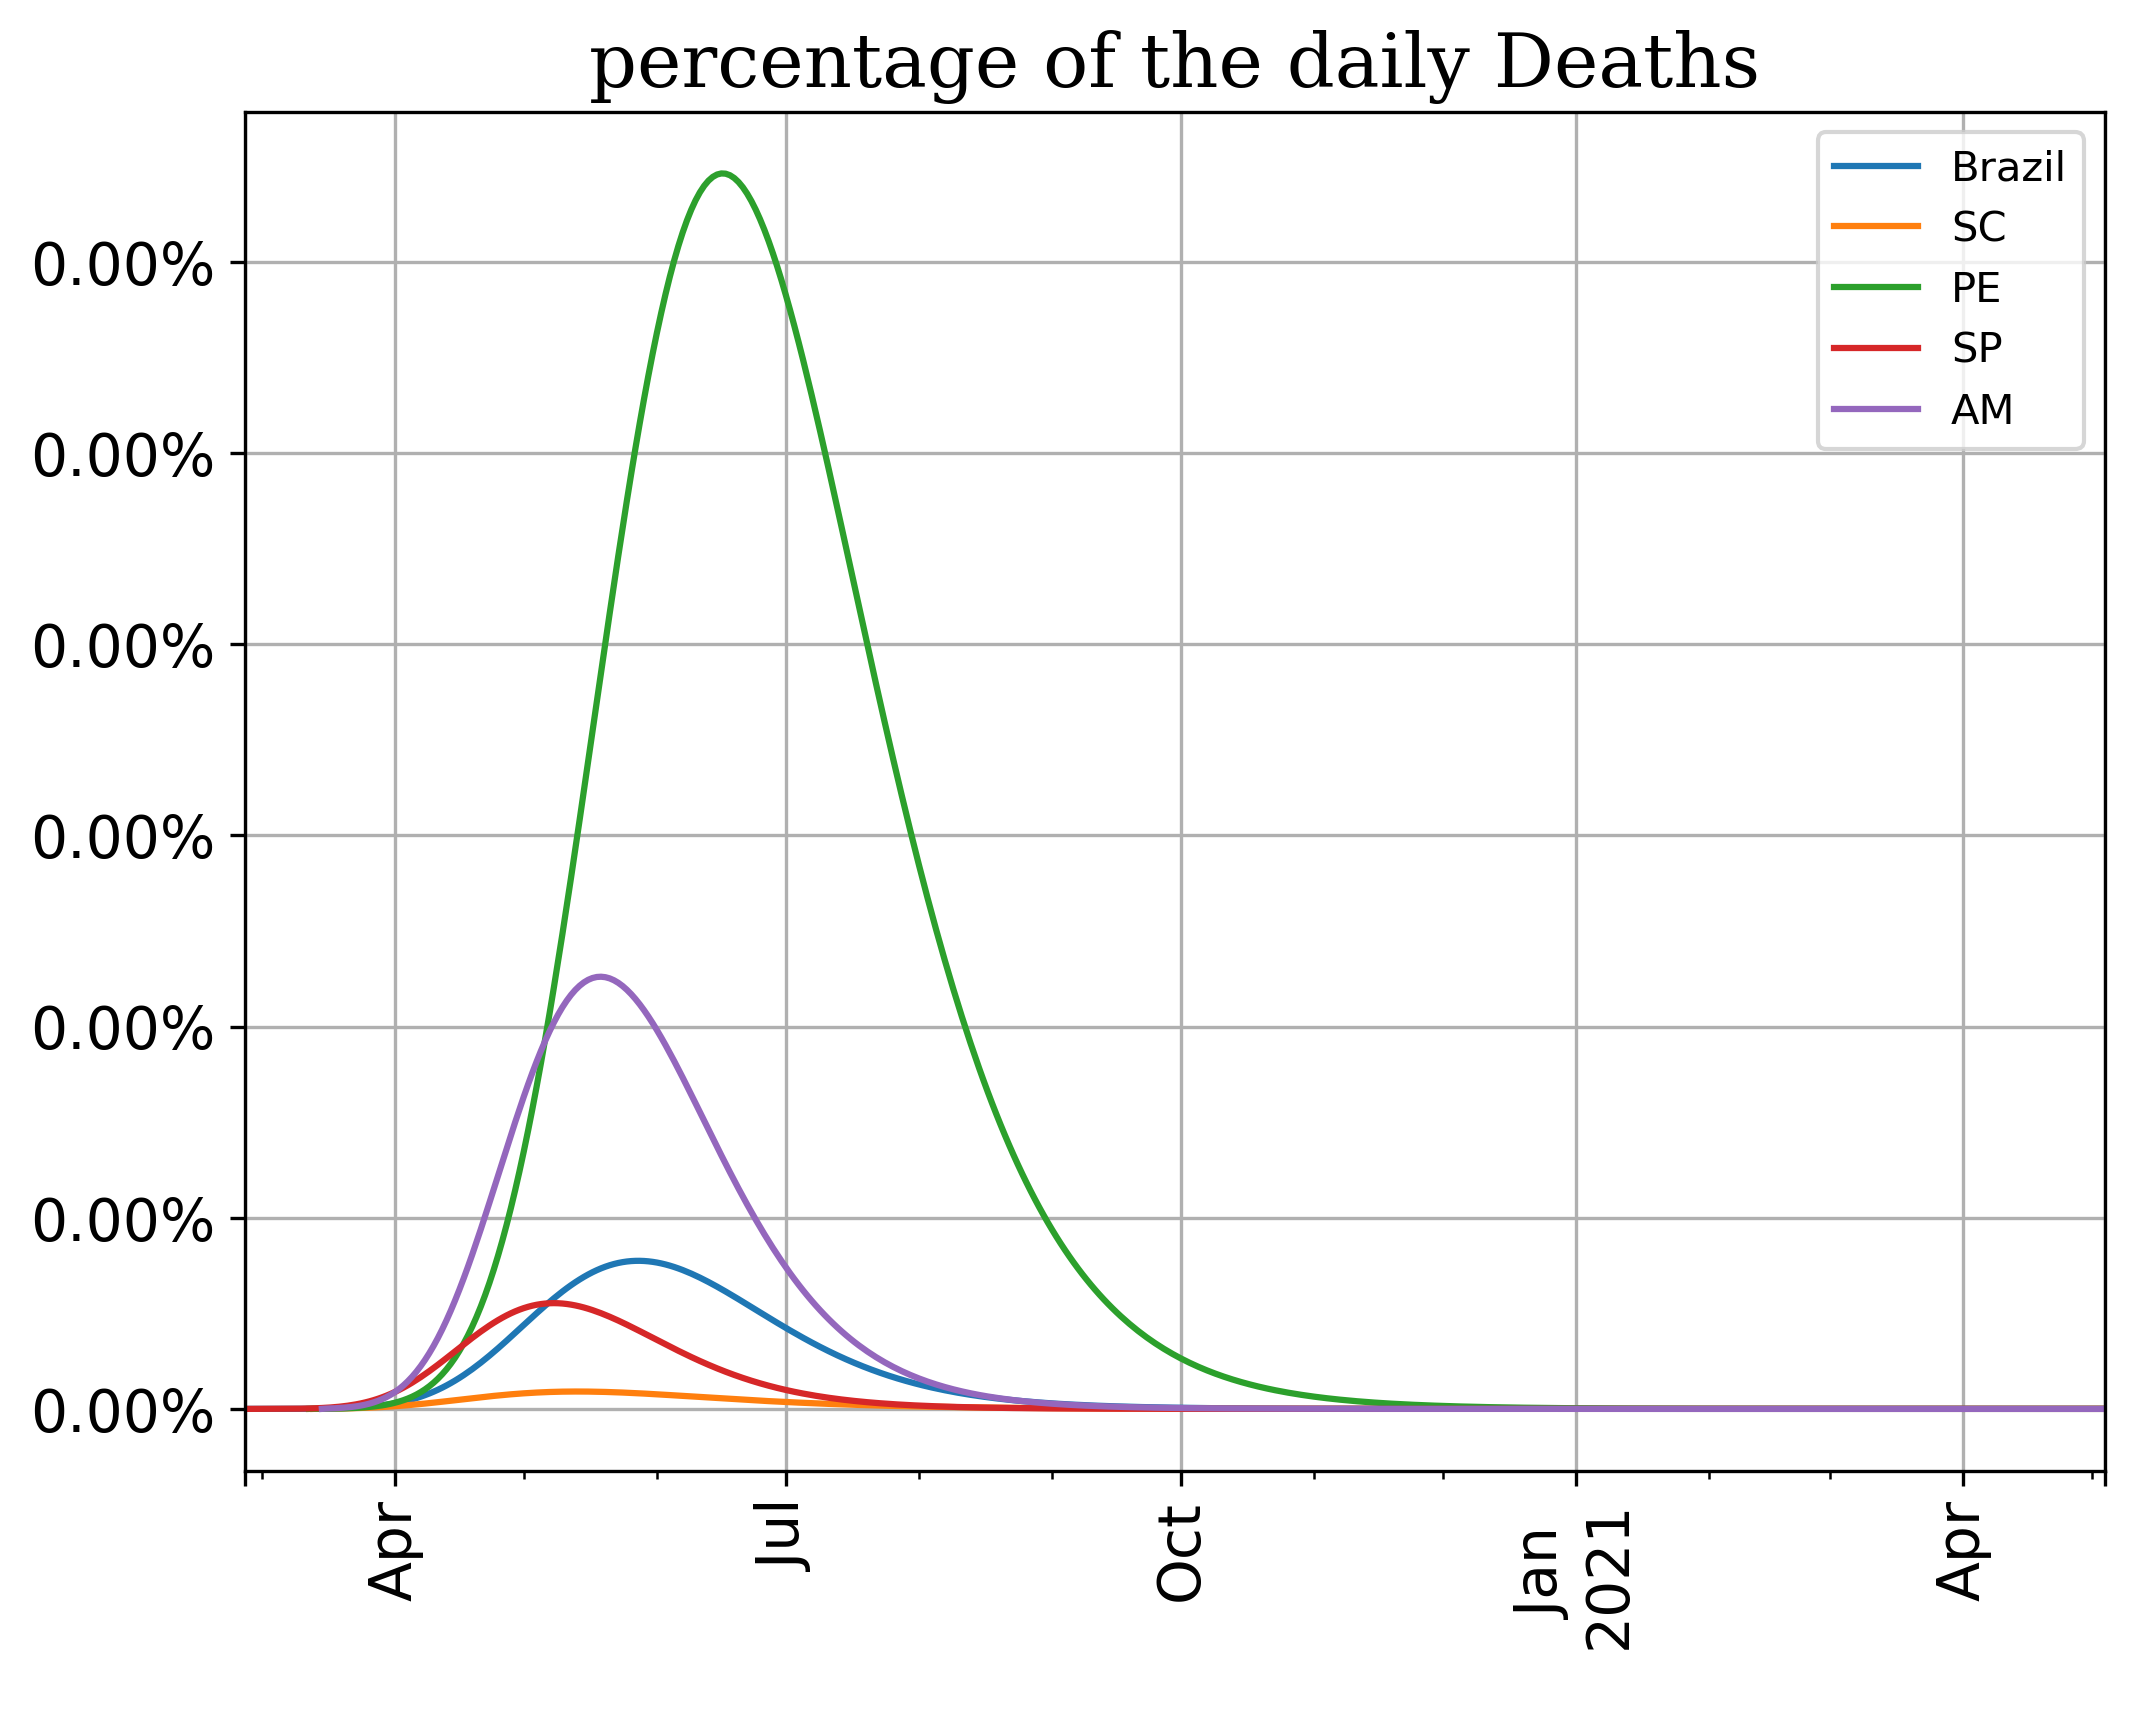 percentage of the daily Deaths
Brazil
SC
PE
SP
AM
0.00%
0.00%
0.00%
0.00%
0.00%
0.00%
0.00%
Apr
Jul
Oct
Jan
2021
Apr